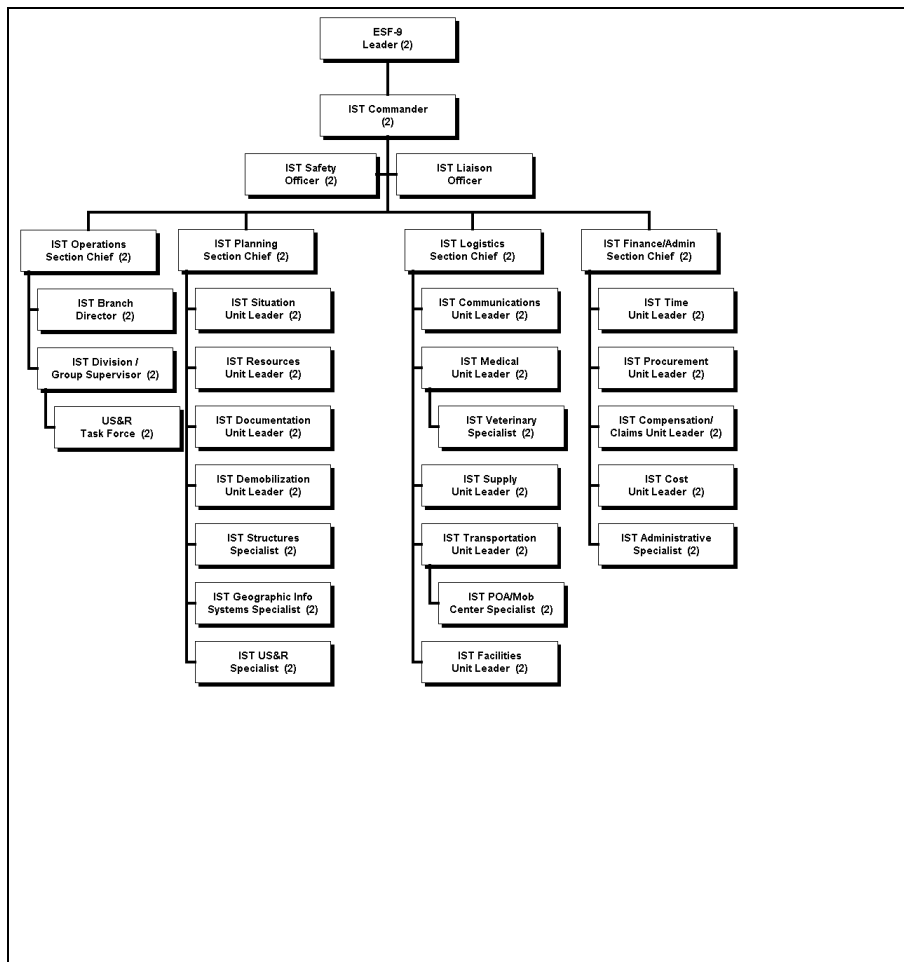 ESF-9
Leader (2)
IST Commander
(2)
IST Safety
Officer (2)
IST Liaison
Officer
IST Operations
Section Chief (2)
IST Branch
Director (2)
IST Division /
Group Supervisor (2)
US&R
Task Force (2)
IST Planning
Section Chief (2)
IST Situation
Unit Leader (2)
IST Resources
Unit Leader (2)
IST Documentation
Unit Leader (2)
IST Demobilization
Unit Leader (2)
IST Structures
Specialist (2)
IST Geographic Info
Systems Specialist (2)
IST US&R
Specialist (2)
IST Logistics
Section Chief (2)
IST Communications
Unit Leader (2)
IST Medical
Unit Leader (2)
IST Veterinary
Specialist (2)
IST Supply
Unit Leader (2)
IST Transportation
Unit Leader (2)
IST POA/Mob
Center Specialist (2)
IST Facilities
Unit Leader (2)
IST Finance/Admin
Section Chief (2)
IST Time
Unit Leader (2)
IST Procurement
Unit Leader (2)
IST Compensation/
Claims Unit Leader (2)
IST Cost
Unit Leader (2)
IST Administrative
Specialist (2)